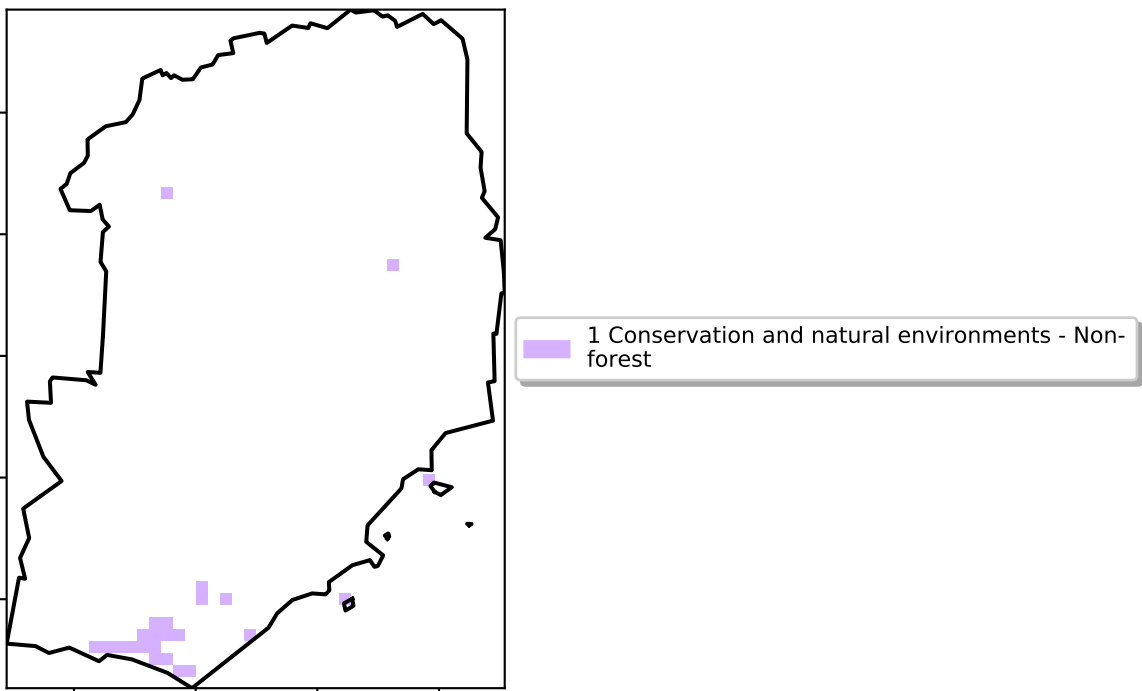 1 Conservation and natural environments - Non-
forest